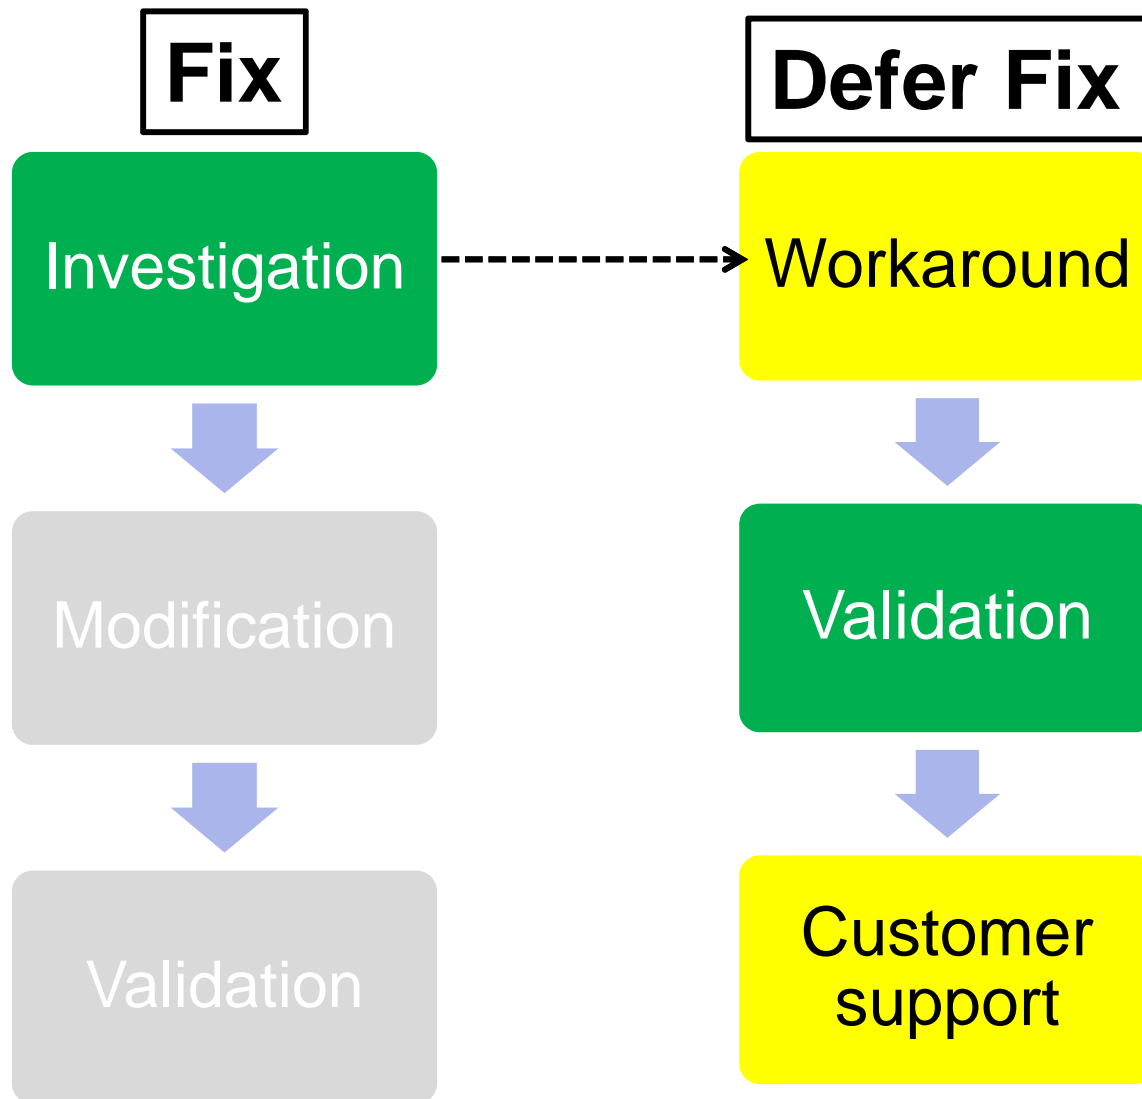 Fix
Investigation
Modification
Validation
Defer Fix
Workaround
Validation
Customer
support